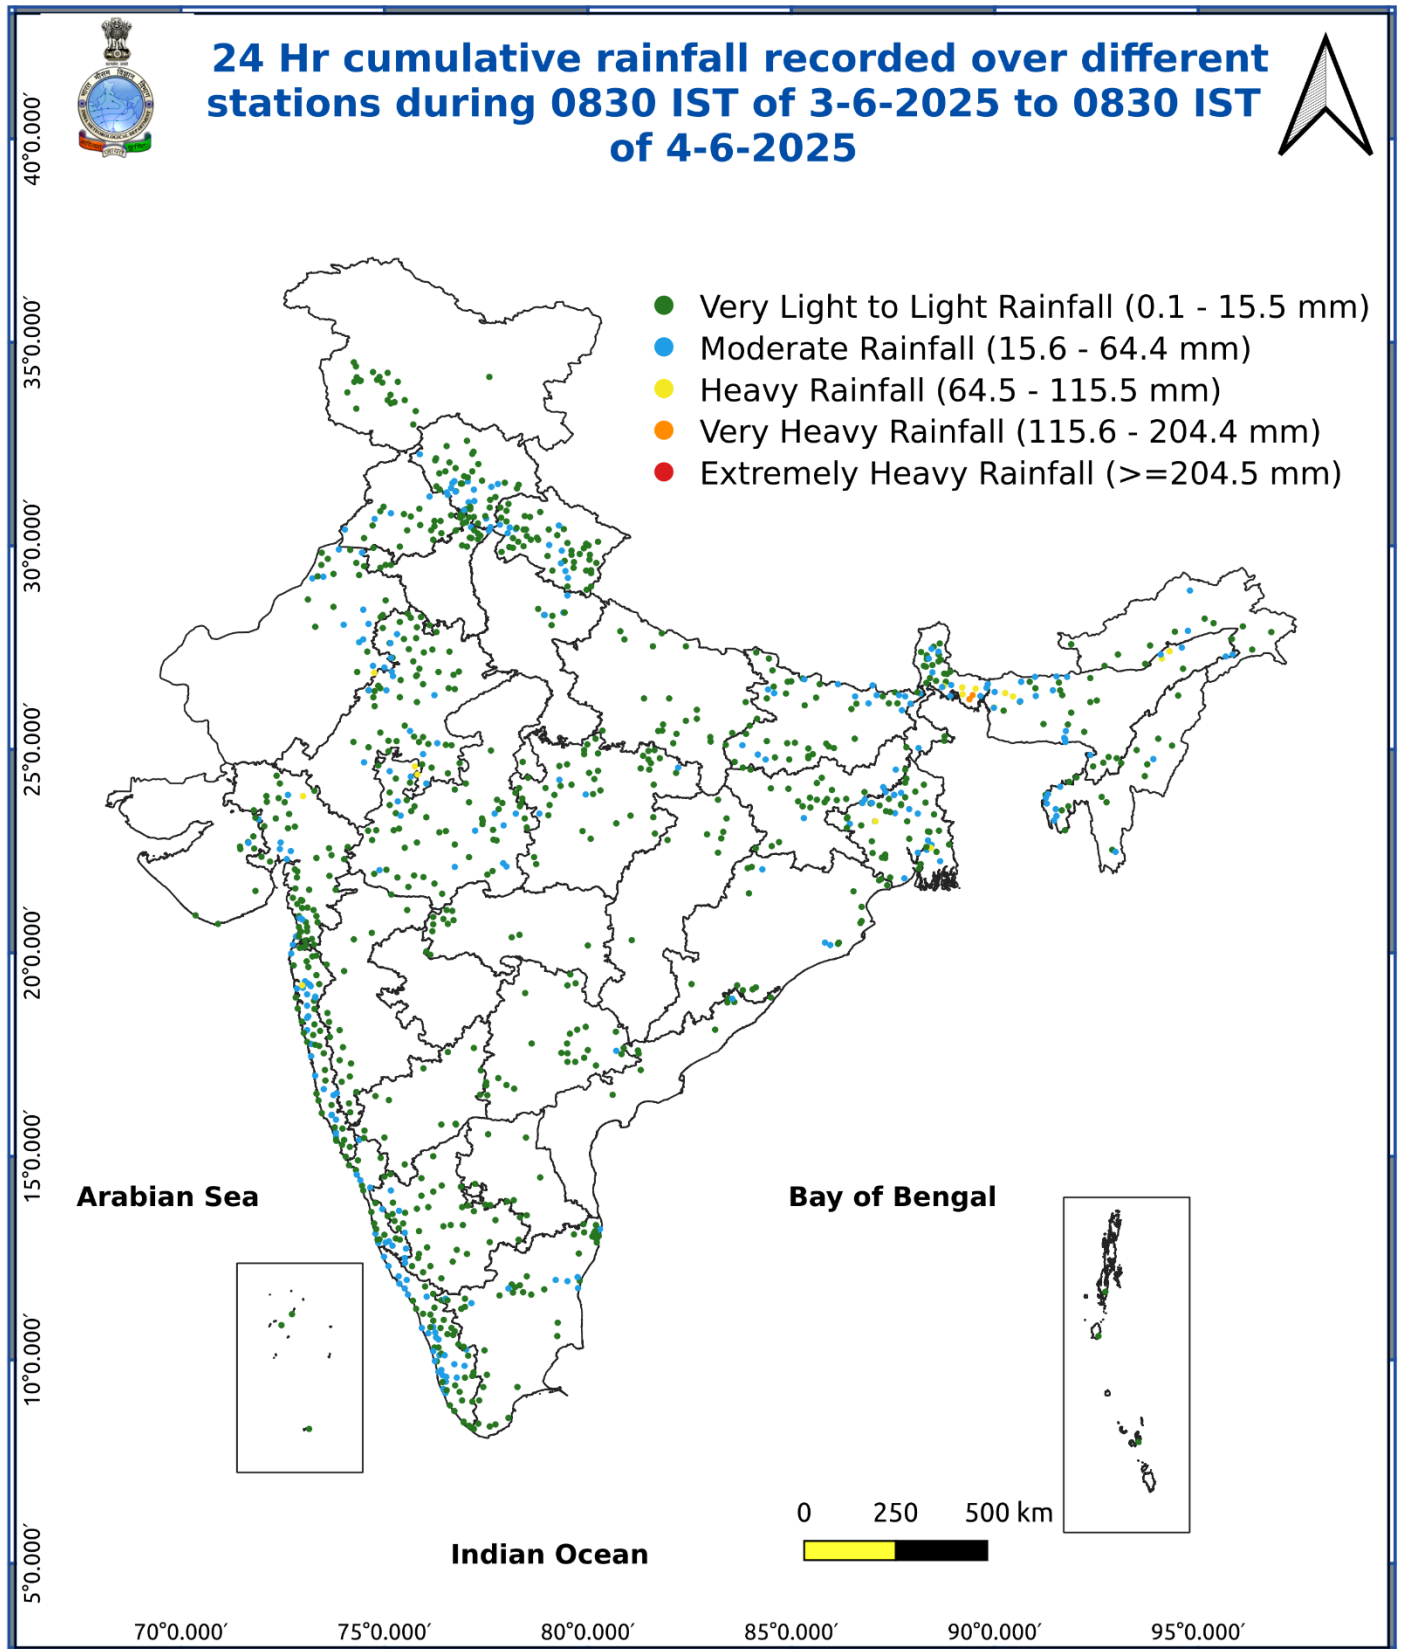 24 Hr cumulative rainfall recorded over different
stations during 0830 IST of 3-6-2025 to 0830 IST
of 4-6-2025
Very Light to Light Rainfall (0.1 - 15.5 mm)
Moderate Rainfall (15.6 - 64.4 mm)
Heavy Rainfall (64.5 - 115.5 mm)
Very Heavy Rainfall (115.6 - 204.4 mm)
Extremely Heavy Rainfall (>=204.5 mm)
40°0.000′
35°0.000′
30°0.000′
25°0.000′
20°0.000′
15°0.000′
10°0.000′
5°0.000′
Arabian Sea
Bay of Bengal
Indian Ocean
0 250 500 km
70°0.000′ 75°0.000′ 80°0.000′ 85°0.000′ 90°0.000′ 95°0.000′